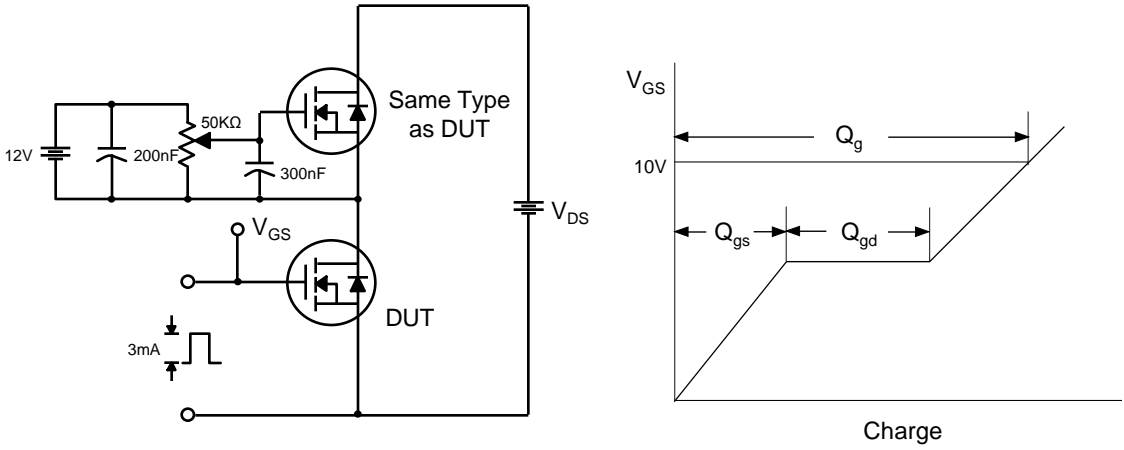 Same Type
as DUT
50KΩ
12V
200nF
300nF
V_DS
V_GS
DUT
3mA
V_GS
Q_g
10V
Q_gs
Q_gd
Charge